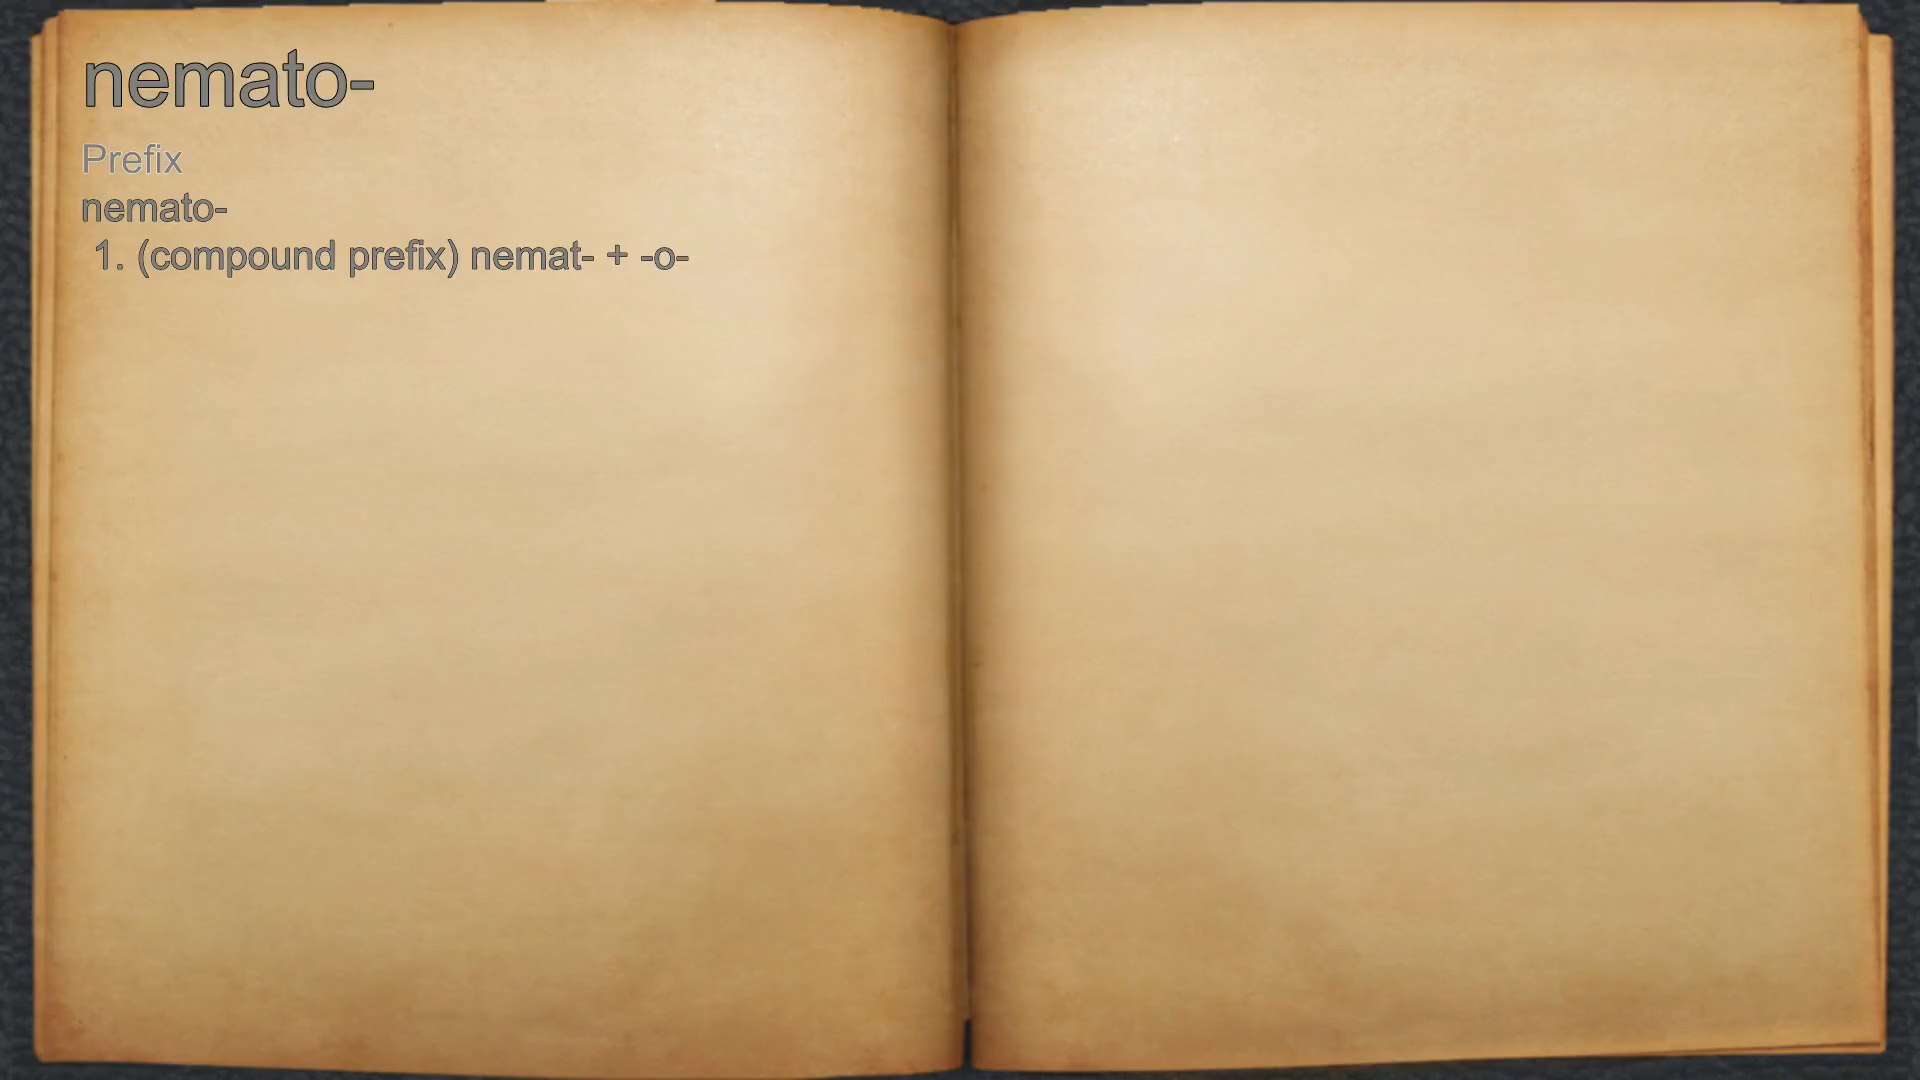 nemato-
Prefix
nemato-
1. (compound prefix) nemat- + -o-